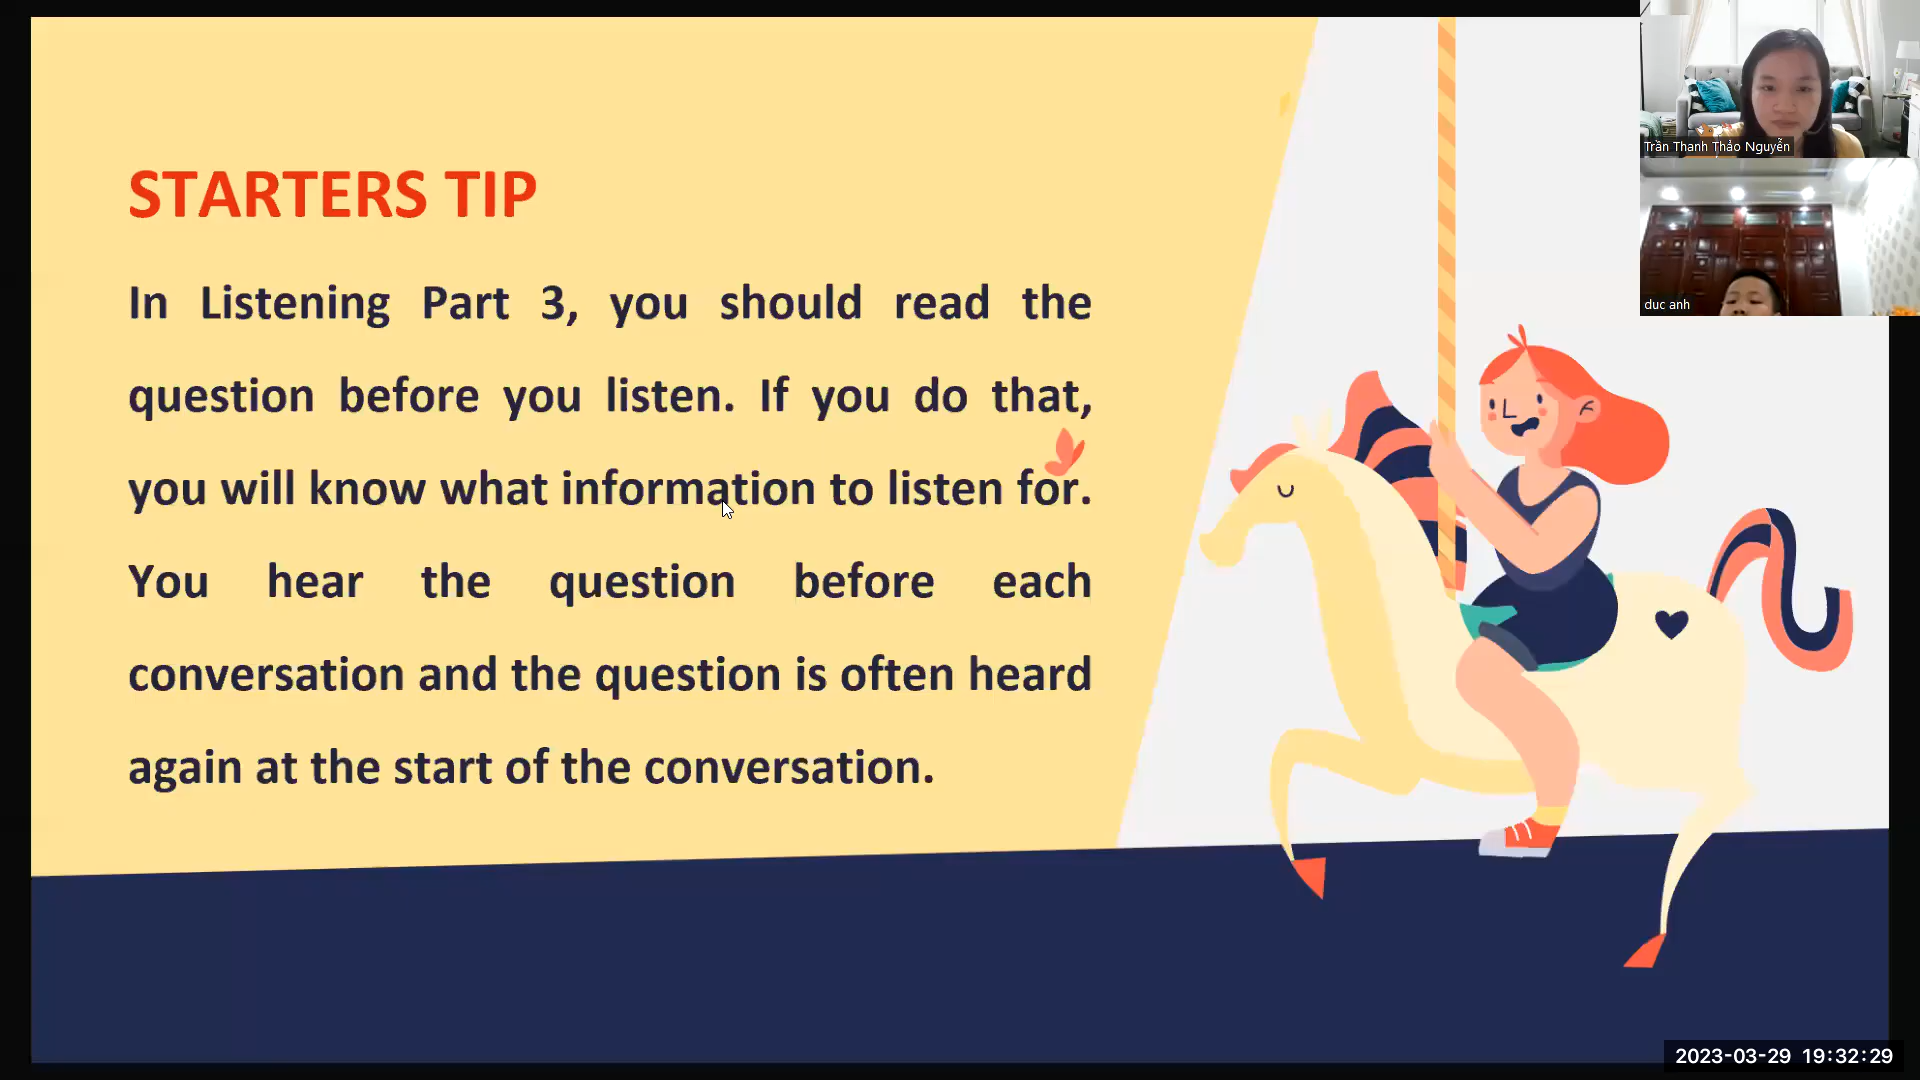 STARTERS TIP
In Listening Part 3, you should read the
question before you listen. If you do that,
you will know what information to listen for.
You hear the question before each
conversation and the question is often heard
again at the start of the conversation.
Trần Thanh Thảo Nguyễn
duc anh
2023-03-29 19:32:29